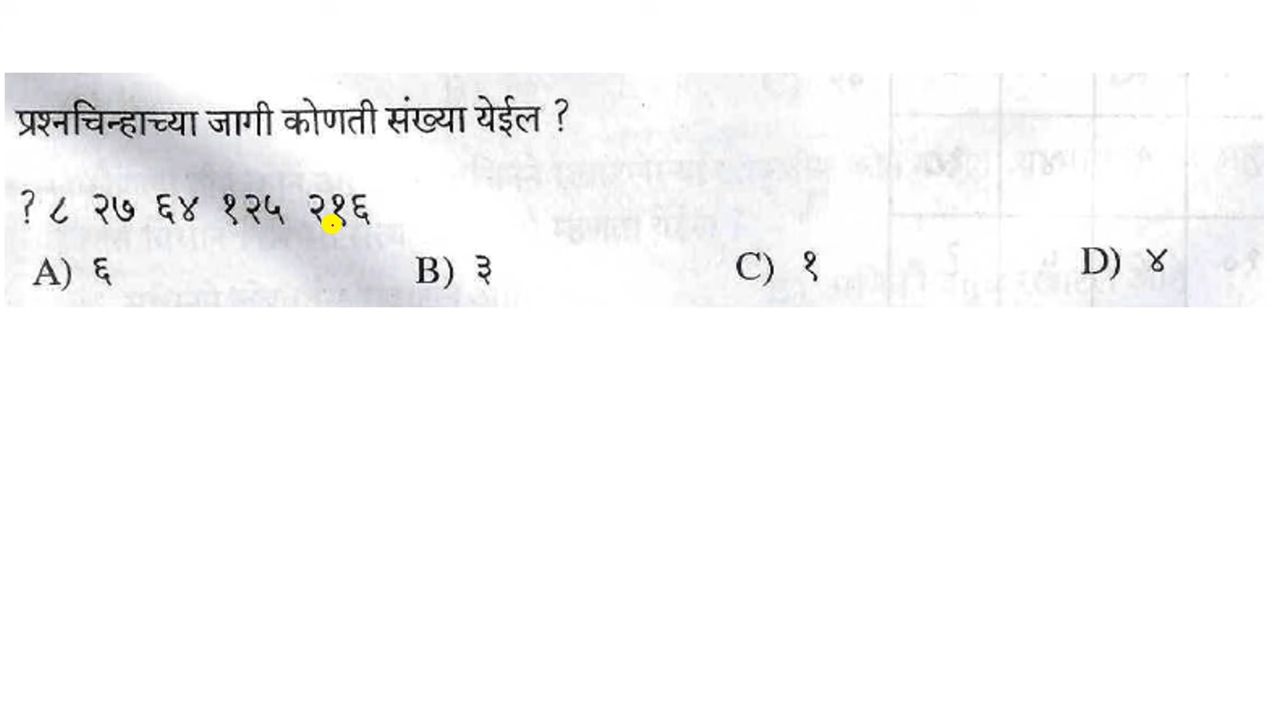 प्रश्नचिन्हाच्या जागी कोणती संख्या येईल ?
? ८ २७ ६४ १२५ २१६
A) ६ B) ३ C) १ D) ४